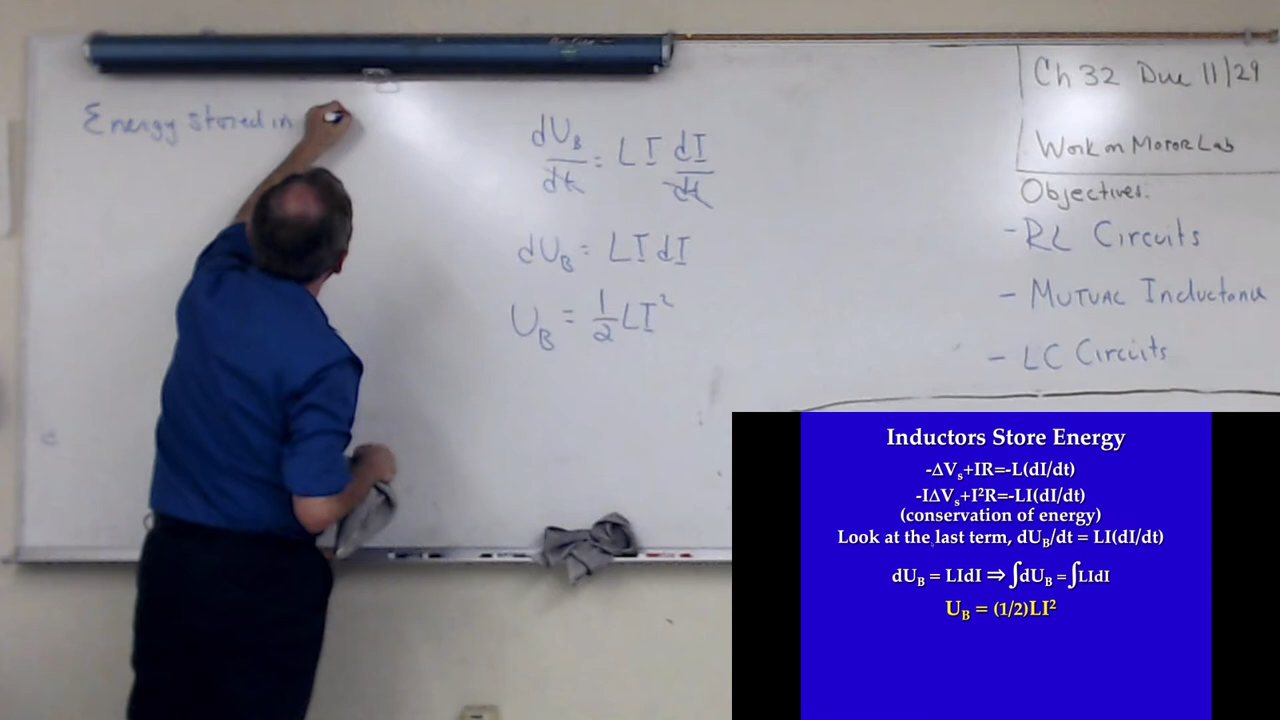 Energy stored in
dU_B/dt = LI dI/dt
dU_B = LI dI
U_B = 1/2 LI²
Ch 32 Due 11/29
Work on Motor Lab
Objectives:
- RL Circuits
- Mutual Inductance
- LC Circuits
Inductors Store Energy
-ΔVₛ+IR=-L(dI/dt)
-IΔVₛ+I²R=-LI(dI/dt)
(conservation of energy)
Look at the last term, dU_B/dt = LI(dI/dt)
dU_B = LIdI ⇒ ∫dU_B = ∫LIdI
U_B = (1/2)LI²